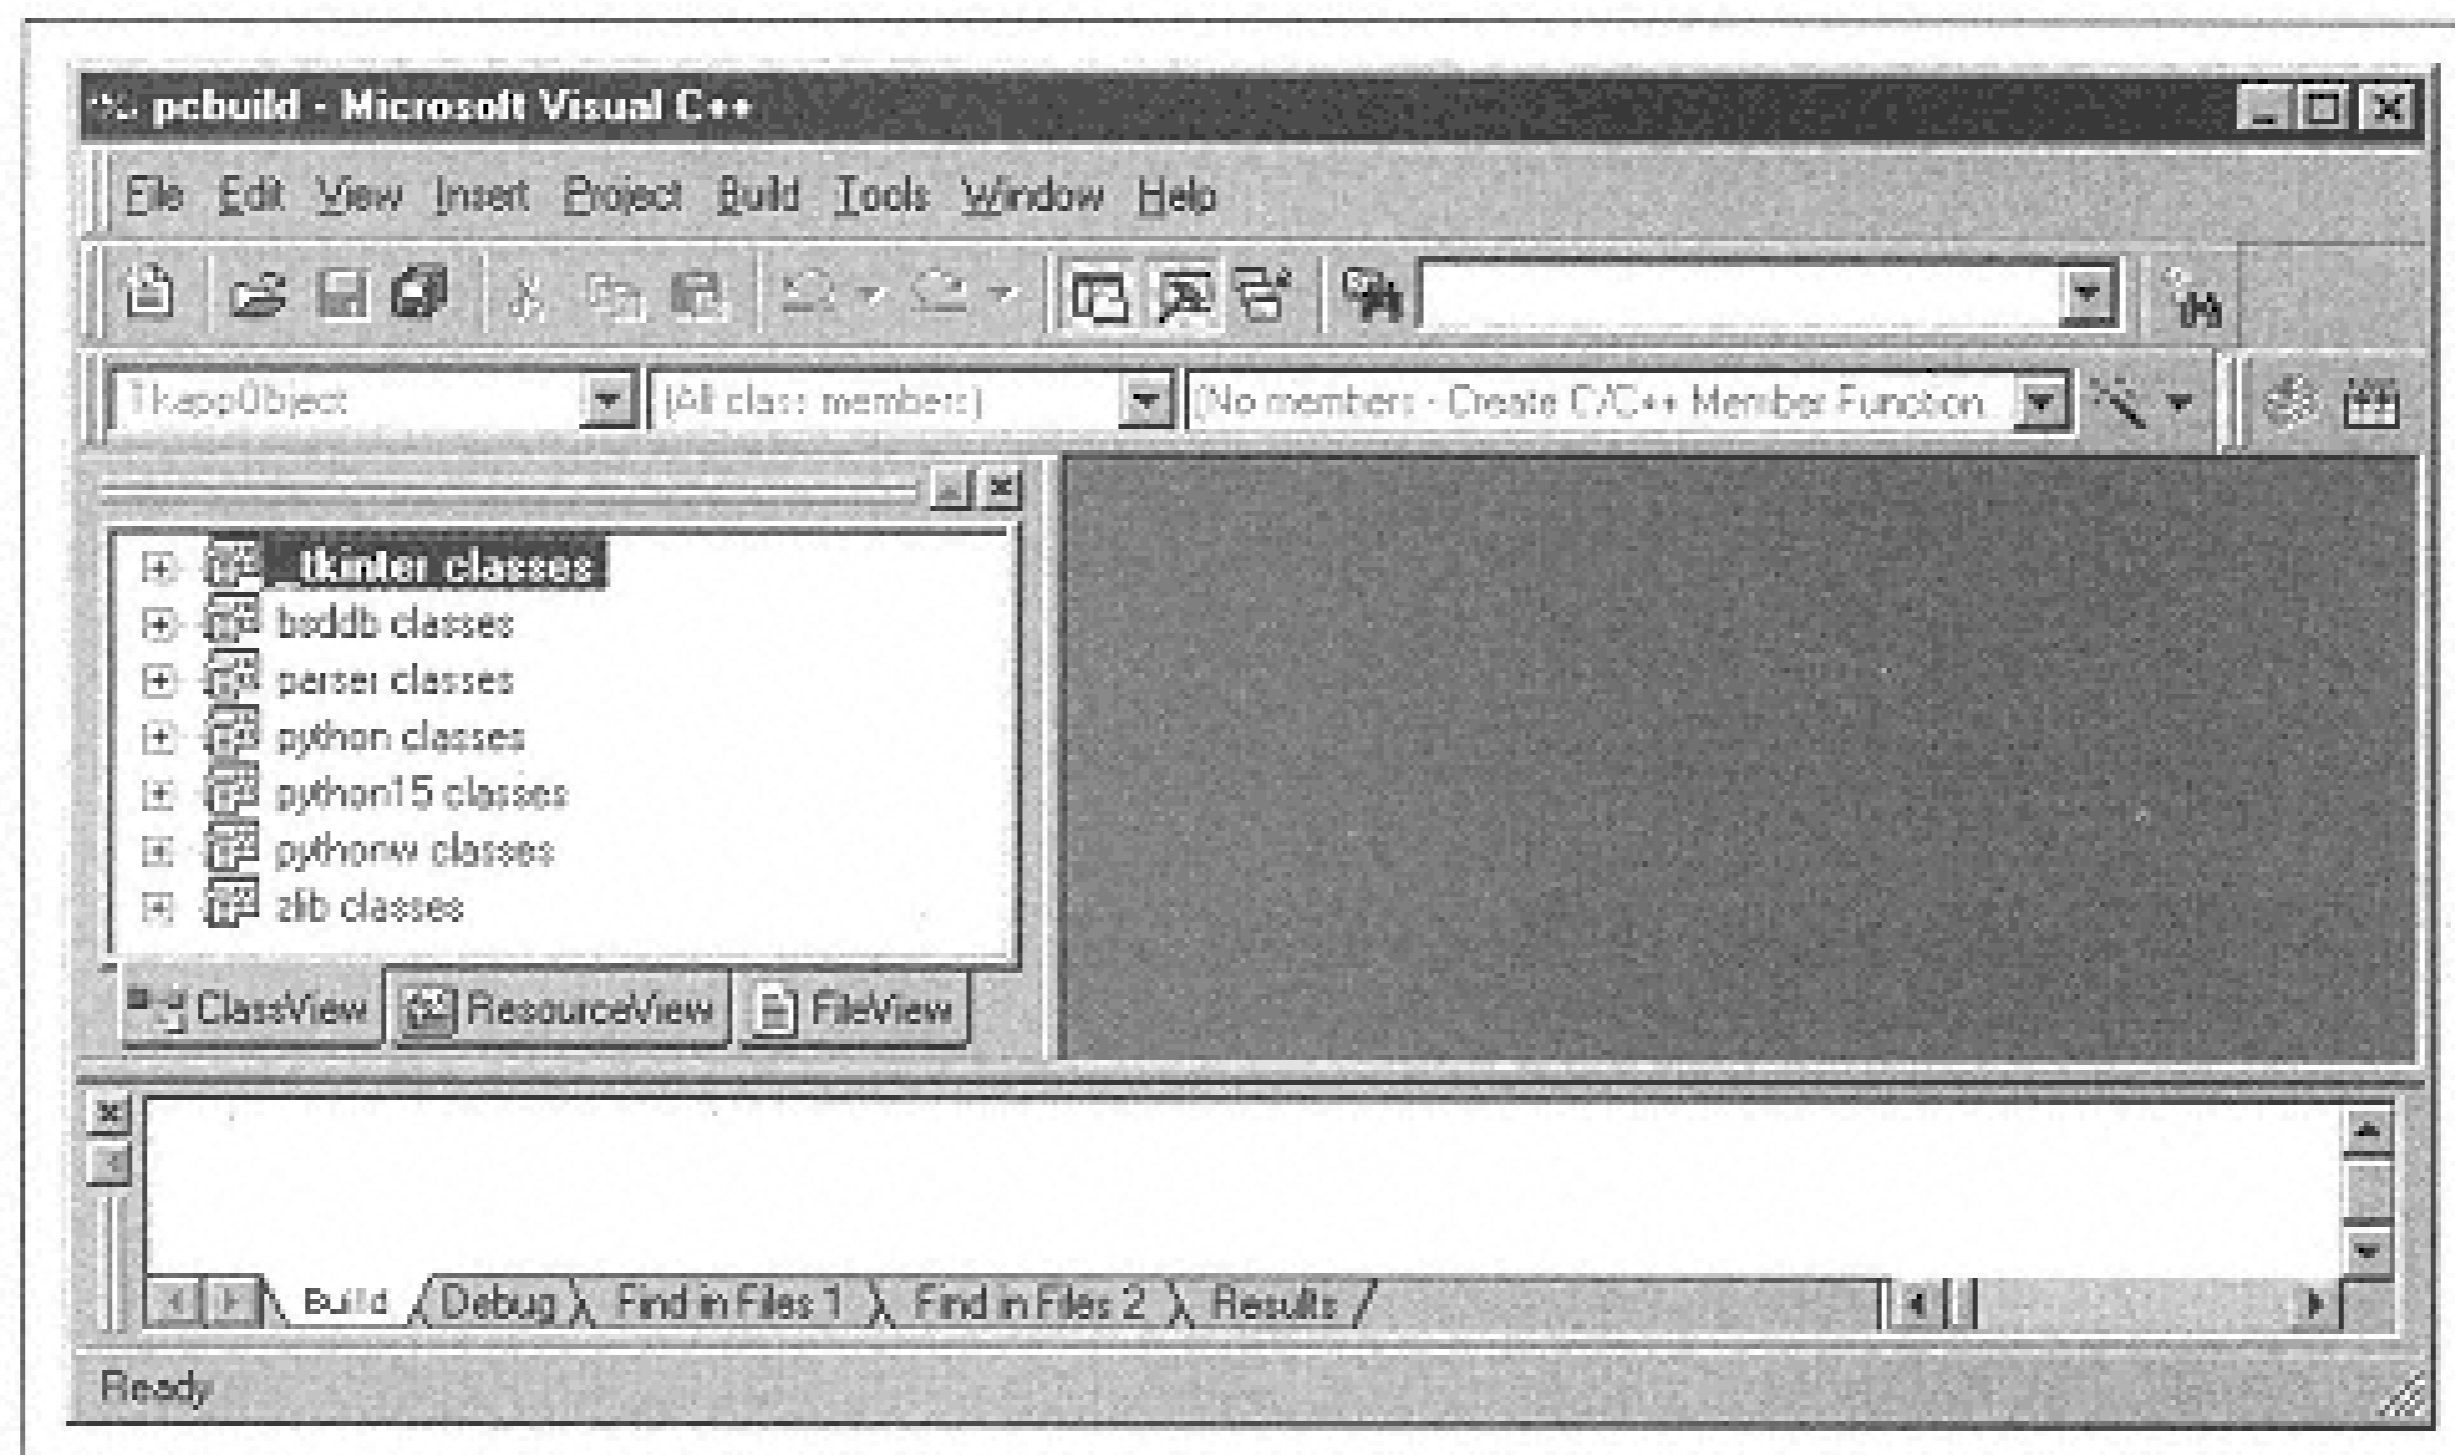 pcbuild - Microsoft Visual C++
File Edit View Insert Project Build Tools Window Help
TkappObject (All class members) (No members - Create C/C++ Member Function
_tkinter classes
bsddb classes
parser classes
python classes
python15 classes
pythonw classes
zlib classes
ClassView ResourceView FileView
Build Debug Find in Files 1 Find in Files 2 Results
Ready